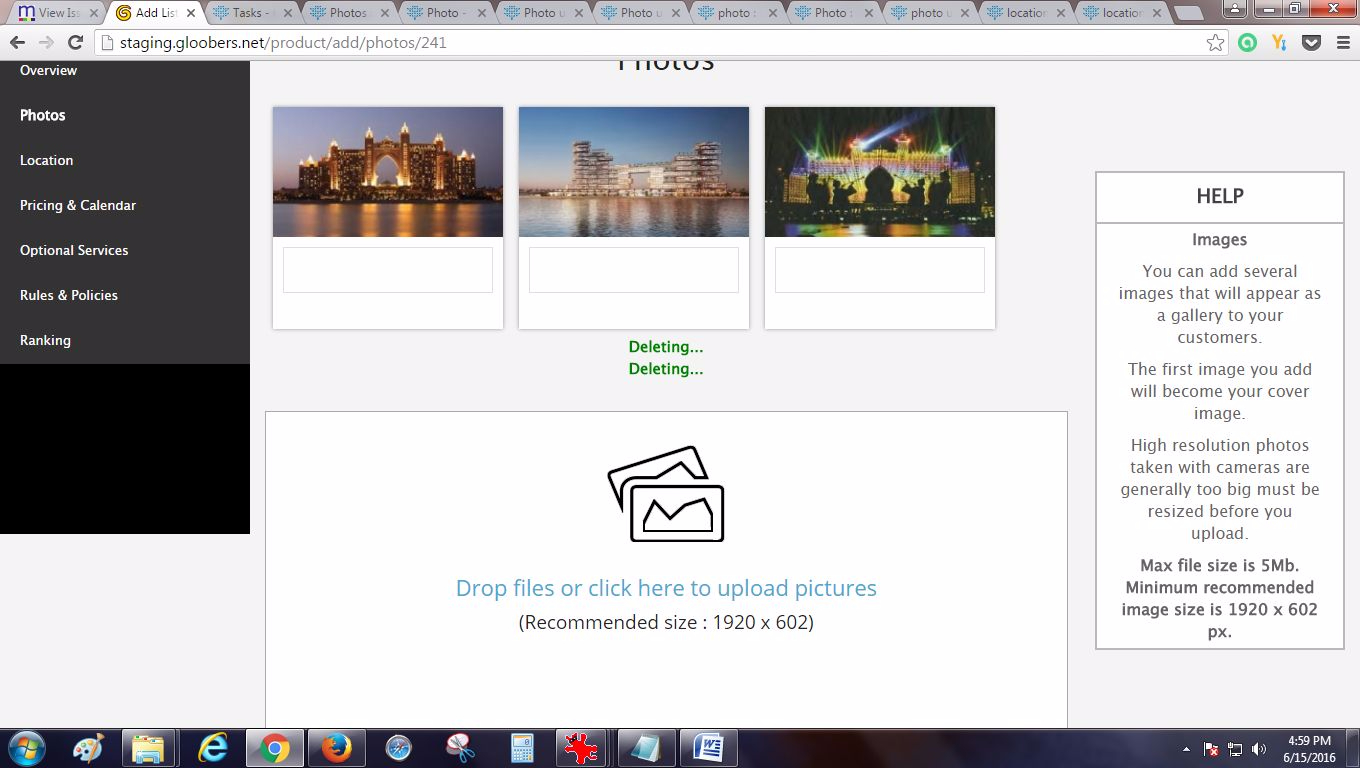 View Iss
Add List
Tasks -
Photos
Photo -
Photo u
Photo u
photo
Photo
photo u
location
location
staging.gloobers.net/product/add/photos/241
Overview
Photos
Location
Pricing & Calendar
Optional Services
Rules & Policies
Ranking
Photos
Deleting...
Deleting...
Drop files or click here to upload pictures
(Recommended size : 1920 x 602)
HELP
Images
You can add several
images that will appear as
a gallery to your
customers.
The first image you add
will become your cover
image.
High resolution photos
taken with cameras are
generally too big must be
resized before you
upload.
Max file size is 5Mb.
Minimum recommended
image size is 1920 x 602
px.
4:59 PM
6/15/2016